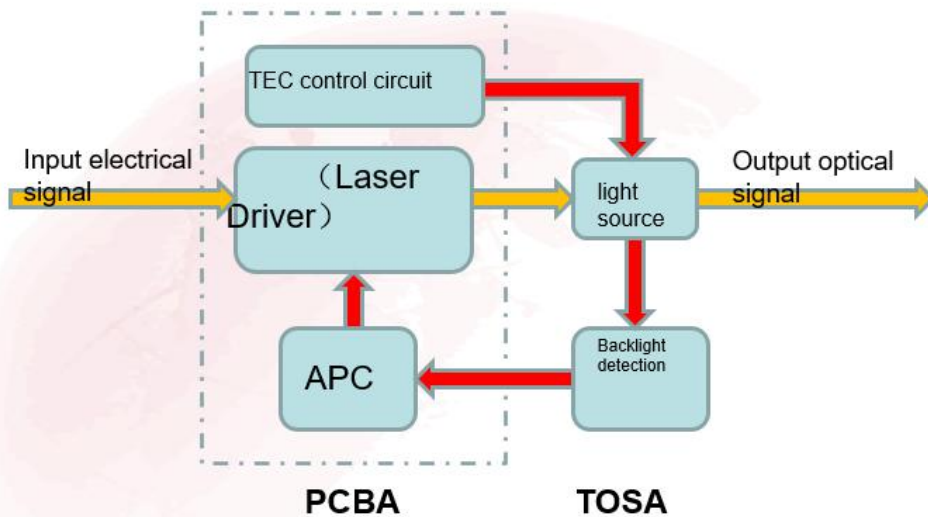 TEC control circuit
Input electrical
signal
（Laser
Driver）
light
source
Output optical
signal
APC
Backlight
detection
PCBA
TOSA